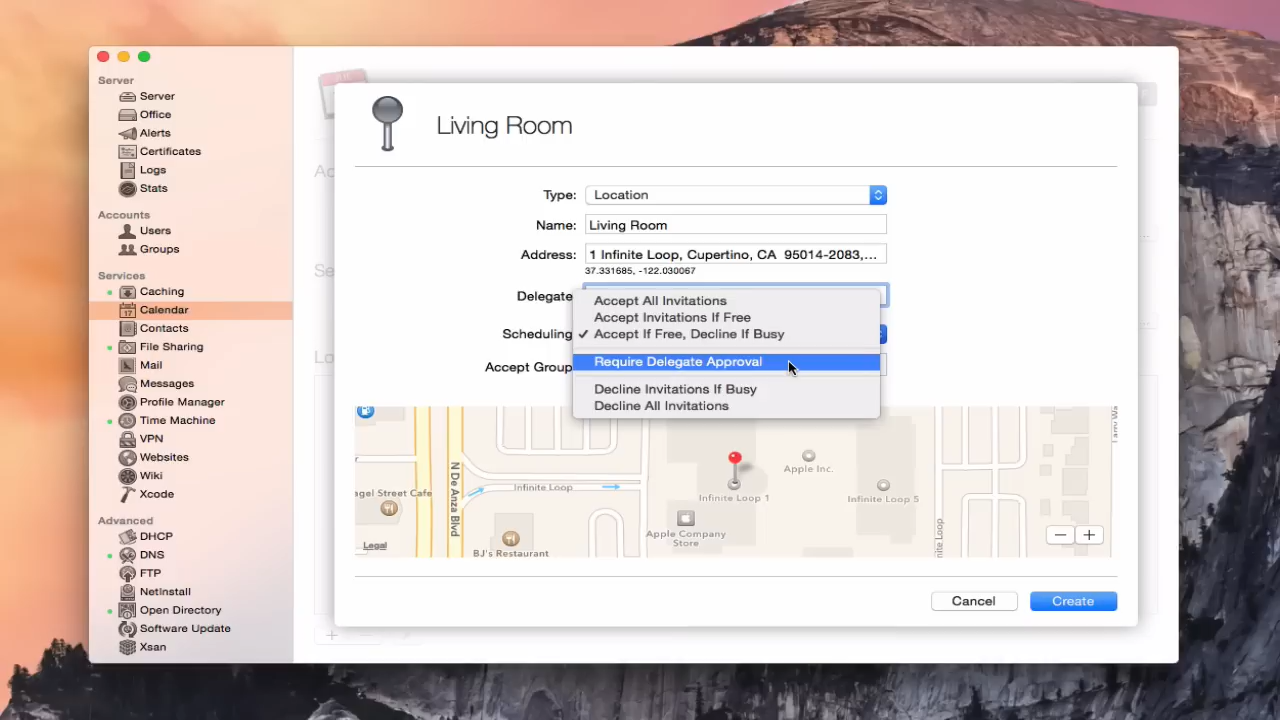 Server
Server
Office
Alerts
Certificates
Logs
Stats
Accounts
Users
Groups
Services
Caching
Calendar
Contacts
File Sharing
Mail
Messages
Profile Manager
Time Machine
VPN
Websites
Wiki
Xcode
Advanced
DHCP
DNS
FTP
NetInstall
Open Directory
Software Update
Xsan
Living Room
Type: Location
Name: Living Room
Address: 1 Infinite Loop, Cupertino, CA 95014-2083,...
37.331685, -122.030067
Delegate
Scheduling
Accept Group
Accept All Invitations
Accept Invitations If Free
✓ Accept If Free, Decline If Busy
Require Delegate Approval
Decline Invitations If Busy
Decline All Invitations
N De Anza Blvd
Infinite Loop
agel Street Cafe
BJ's Restaurant
Legal
Infinite Loop 1
Apple Inc.
Infinite Loop 5
Apple Company
Store
Infinite Loop
Cancel
Create